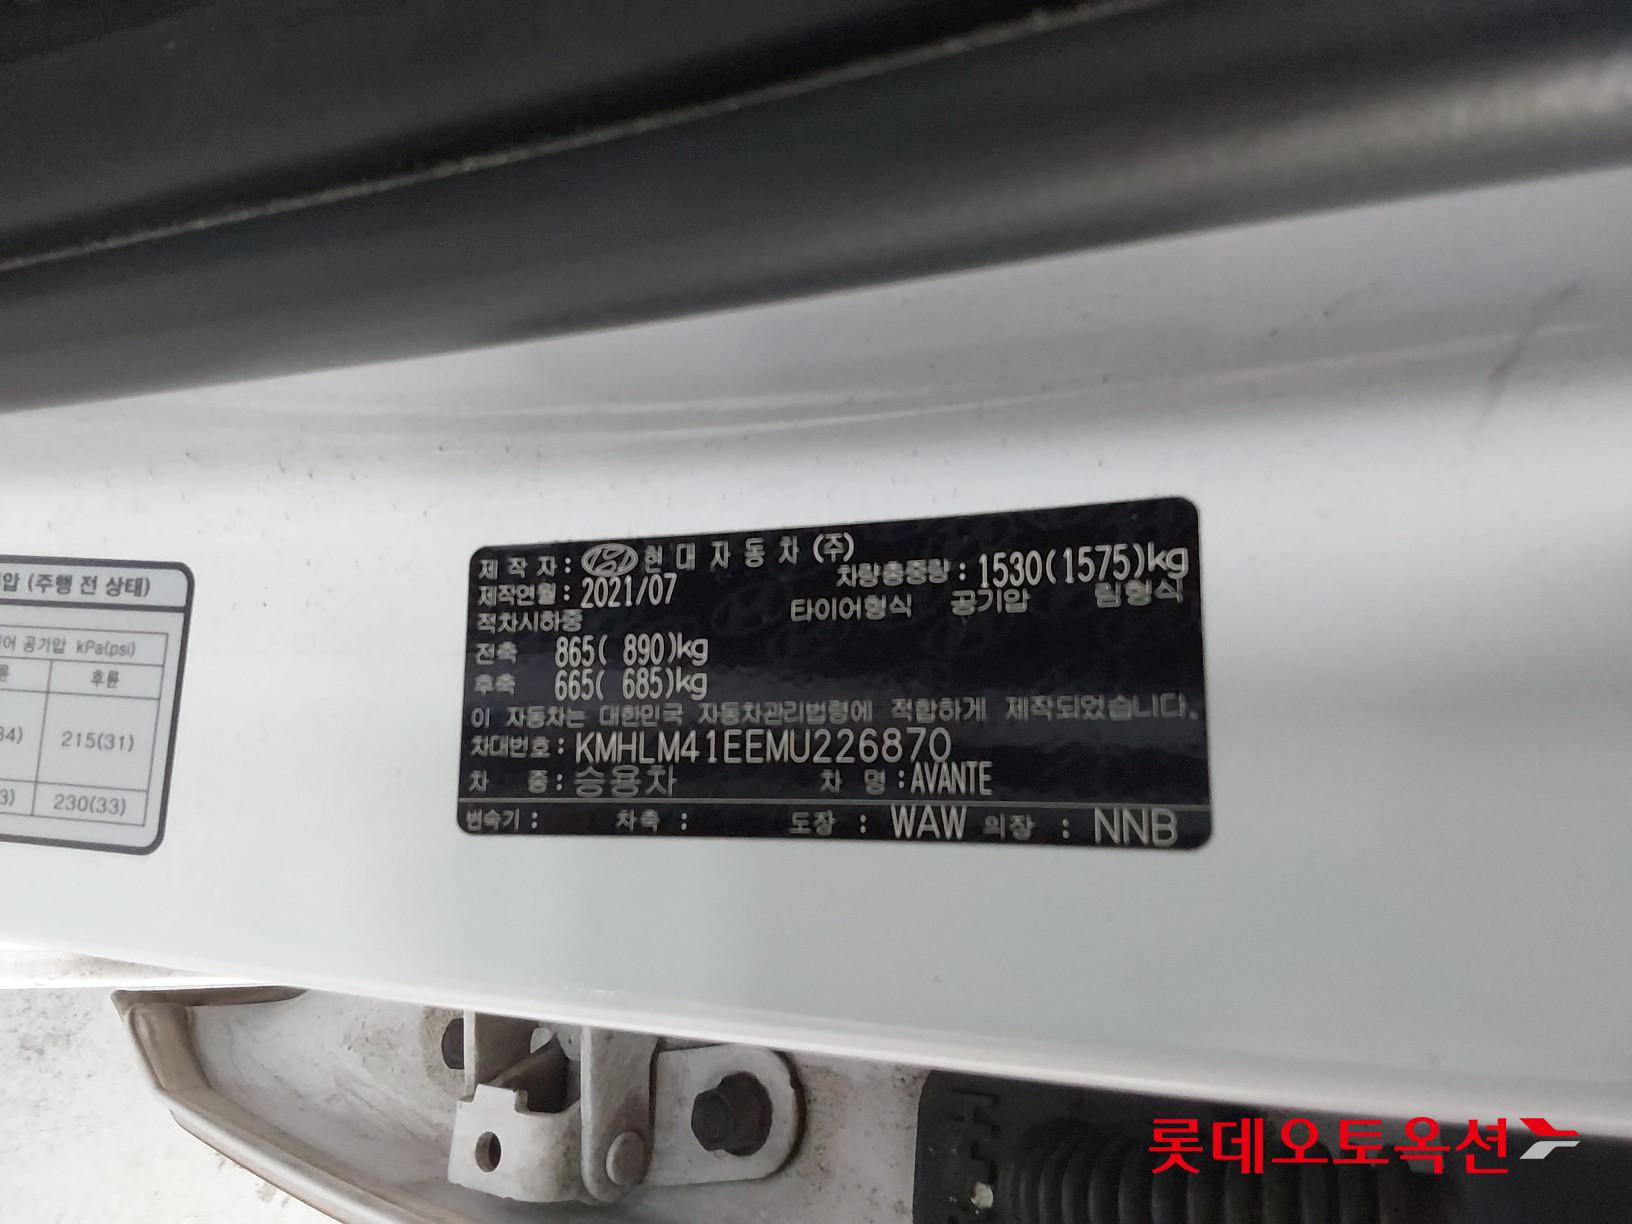 압 (주행 전 상태)
어 공기압 kPa(psi)
륜 후륜
34) 215(31)
3) 230(33)
제작자 : 현대자동차 (주)
차량총중량 : 1530(1575)kg
제작연월 : 2021/07
타이어형식 공기압 림형식
적차시하중
전축 865( 890)kg
후축 665( 685)kg
이 자동차는 대한민국 자동차관리법령에 적합하게 제작되었습니다.
차대번호 : KMHLM41EEMU226870
차 종 : 승용차 차 명 : AVANTE
변속기 : 차축 : 도장 : WAW 의장 : NNB
롯데오토옥션